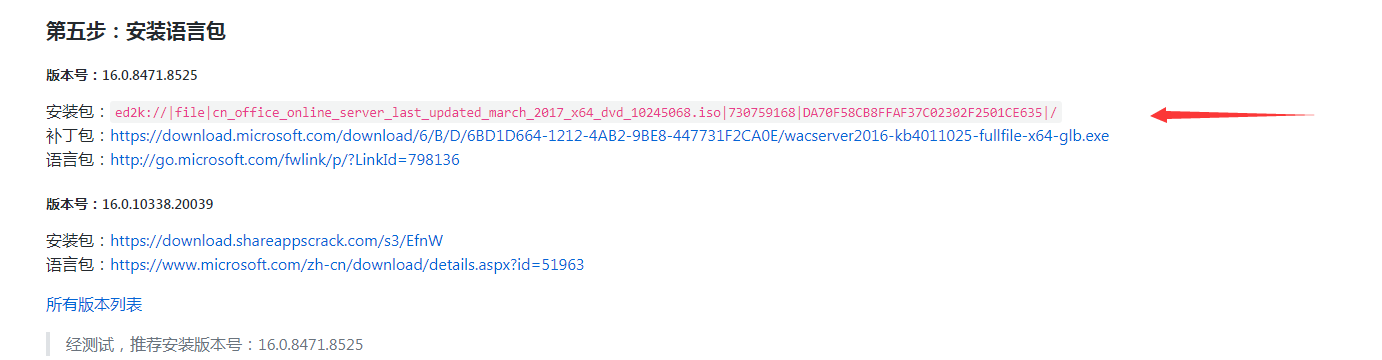 第五步：安装语言包
版本号：16.0.8471.8525
安装包：ed2k://|file|cn_office_online_server_last_updated_march_2017_x64_dvd_10245068.iso|730759168|DA70F58CB8FFAF37C02302F2501CE635|/
补丁包：https://download.microsoft.com/download/6/B/D/6BD1D664-1212-4AB2-9BE8-447731F2CA0E/wacserver2016-kb4011025-fullfile-x64-glb.exe
语言包：http://go.microsoft.com/fwlink/p/?LinkId=798136
版本号：16.0.10338.20039
安装包：https://download.shareappscrack.com/s3/EfnW
语言包：https://www.microsoft.com/zh-cn/download/details.aspx?id=51963
所有版本列表
经测试，推荐安装版本号：16.0.8471.8525